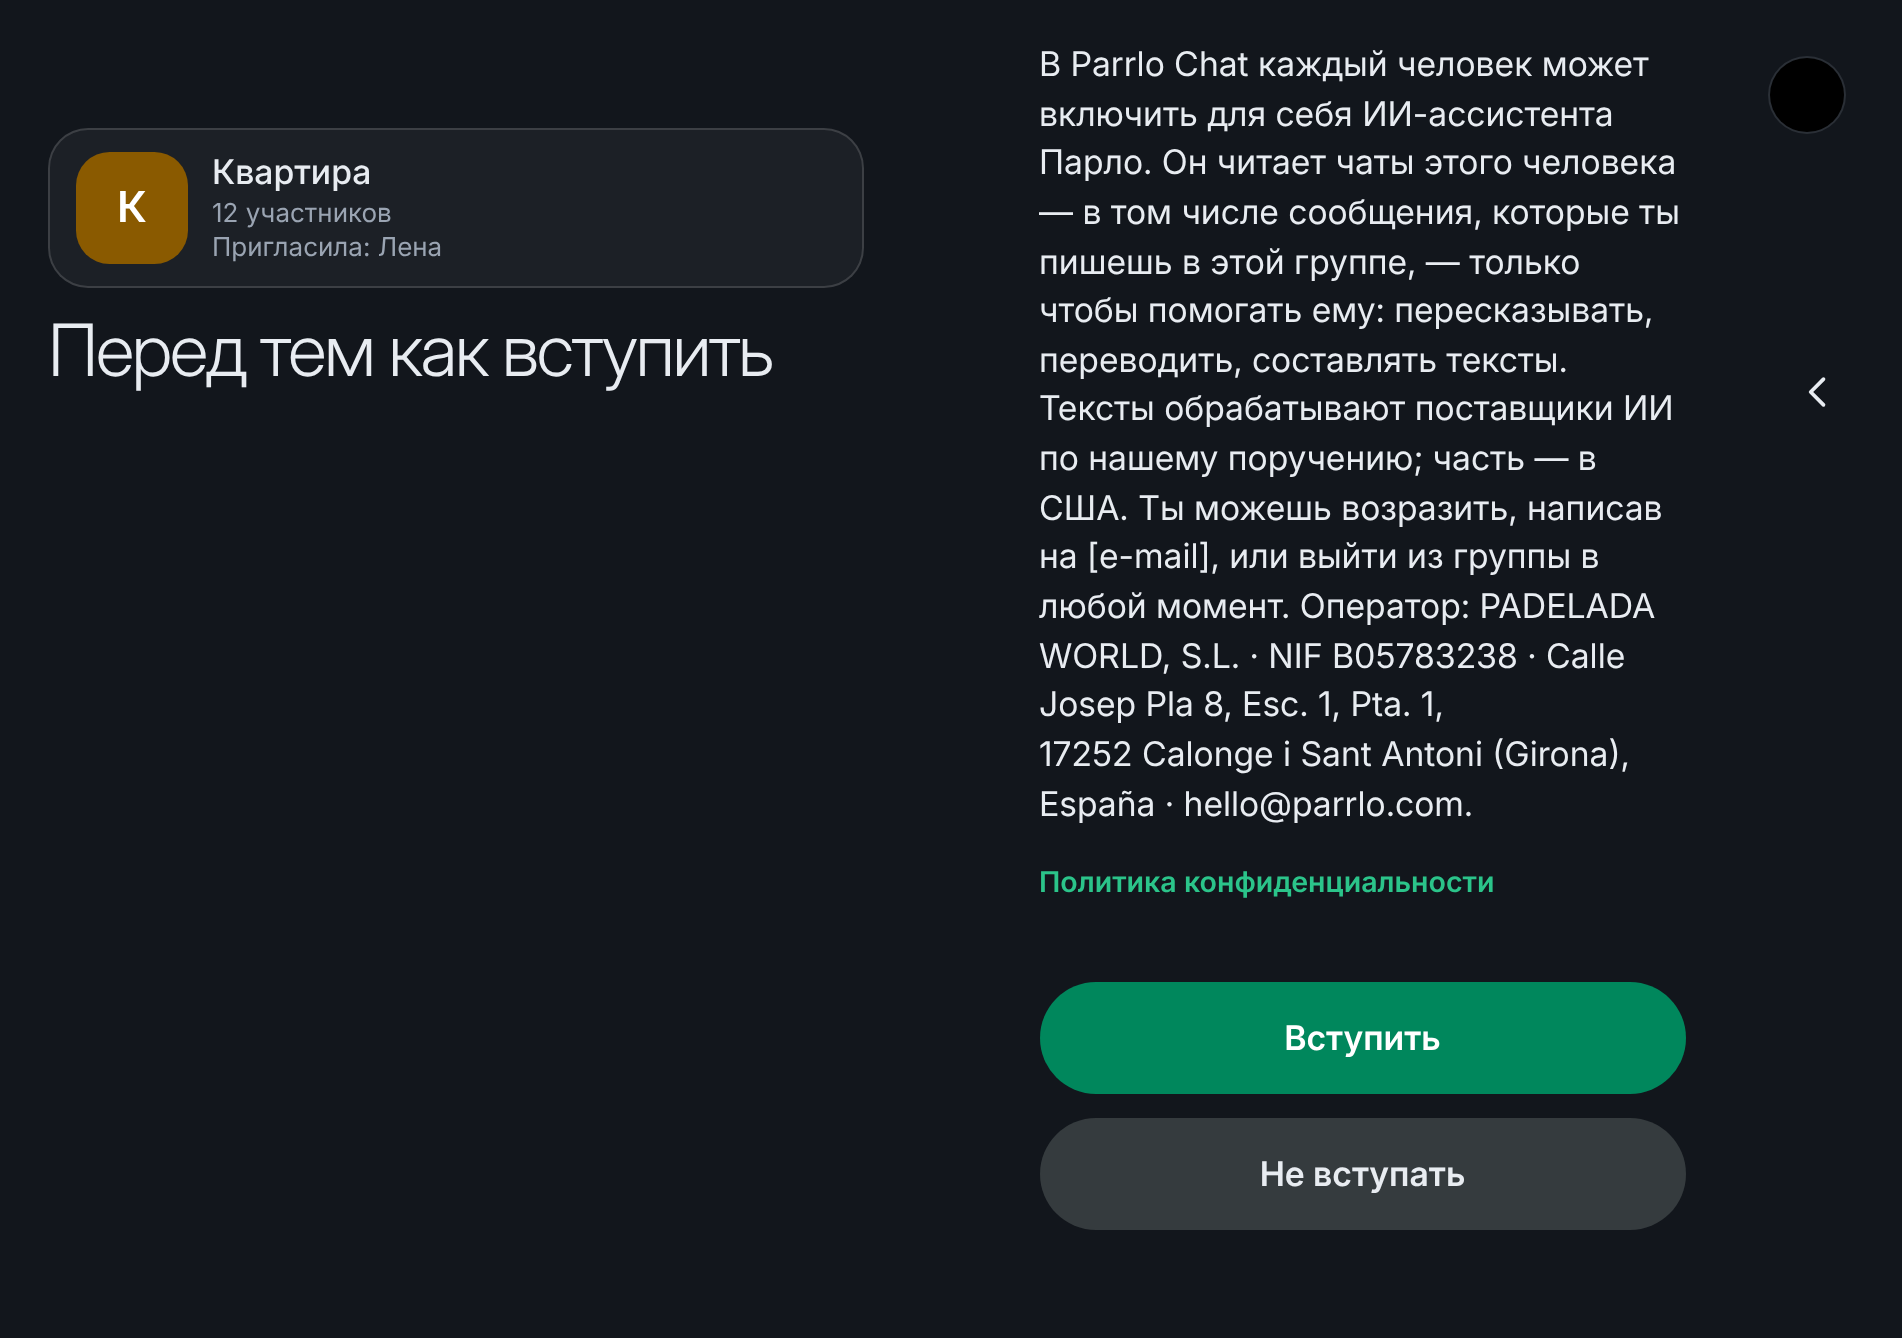 К
Квартира
12 участников
Пригласила: Лена
Перед тем как вступить
В Parrlo Chat каждый человек может
включить для себя ИИ-ассистента
Парло. Он читает чаты этого человека
— в том числе сообщения, которые ты
пишешь в этой группе, — только
чтобы помогать ему: пересказывать,
переводить, составлять тексты.
Тексты обрабатывают поставщики ИИ
по нашему поручению; часть — в
США. Ты можешь возразить, написав
на [e-mail], или выйти из группы в
любой момент. Оператор: PADELADA
WORLD, S.L. · NIF B05783238 · Calle
Josep Pla 8, Esc. 1, Pta. 1,
17252 Calonge i Sant Antoni (Girona),
España · hello@parrlo.com.
Политика конфиденциальности
Вступить
Не вступать